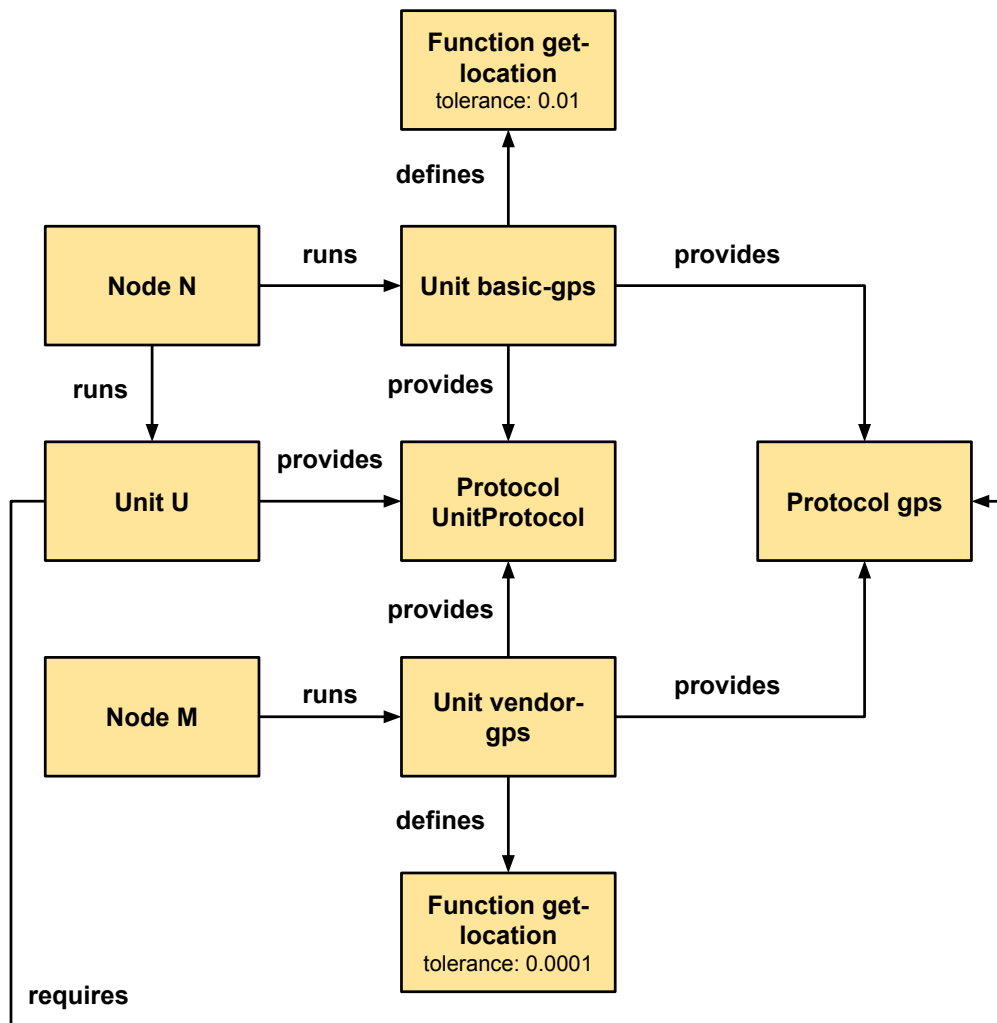 Function get-
location
tolerance: 0.01
defines
runs
provides
Node N
Unit basic-gps
runs
provides
provides
Unit U
Protocol
UnitProtocol
Protocol gps
provides
runs
provides
Node M
Unit vendor-
gps
defines
Function get-
location
tolerance: 0.0001
requires